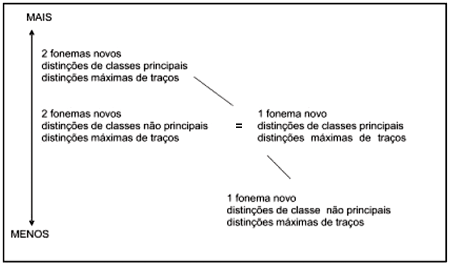 MAIS
2 fonemas novos
distinções de classes principais
distinções máximas de traços
2 fonemas novos
distinções de classes não principais
distinções máximas de traços
=
1 fonema novo
distinções de classes principais
distinções máximas de traços
1 fonema novo
distinções de classe não principais
distinções máximas de traços
MENOS